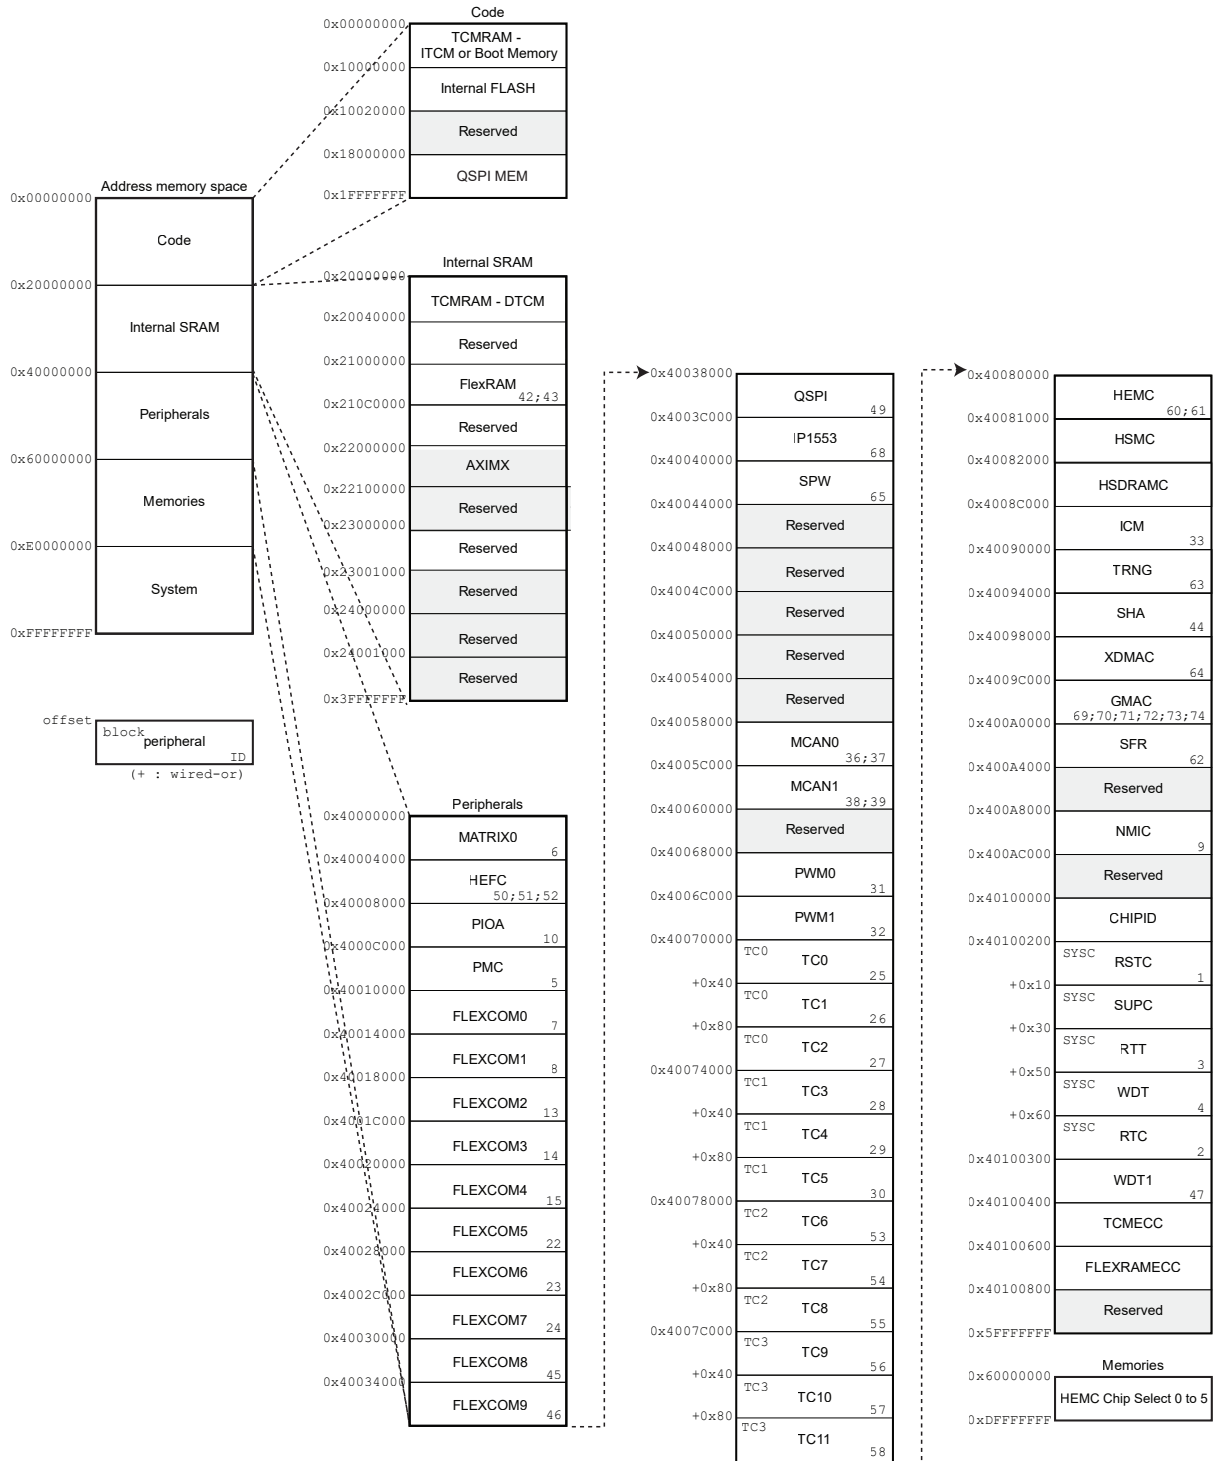 Address memory space
0x00000000
Code
0x20000000
Internal SRAM
0x40000000
Peripherals
0x60000000
Memories
0xE0000000
System
0xFFFFFFFF
offset
block
peripheral
ID
(+ : wired-or)
Code
0x00000000
TCMRAM -
ITCM or Boot Memory
0x10000000
Internal FLASH
0x10020000
Reserved
0x18000000
QSPI MEM
0x1FFFFFFF
Internal SRAM
0x20000000
TCMRAM - DTCM
0x20040000
Reserved
0x21000000
FlexRAM
42;43
0x210C0000
Reserved
0x22000000
AXIMX
0x22100000
Reserved
0x23000000
Reserved
0x23001000
Reserved
0x24000000
Reserved
0x24001000
Reserved
0x3FFFFFFF
Peripherals
0x40000000
MATRIX0
6
0x40004000
HEFC
50;51;52
0x40008000
PIOA
10
0x4000C000
PMC
5
0x40010000
FLEXCOM0
7
0x40014000
FLEXCOM1
8
0x40018000
FLEXCOM2
13
0x4001C000
FLEXCOM3
14
0x40020000
FLEXCOM4
15
0x40024000
FLEXCOM5
22
0x40028000
FLEXCOM6
23
0x4002C000
FLEXCOM7
24
0x40030000
FLEXCOM8
45
0x40034000
FLEXCOM9
46
0x40038000
QSPI
49
0x4003C000
IP1553
68
0x40040000
SPW
65
0x40044000
Reserved
0x40048000
Reserved
0x4004C000
Reserved
0x40050000
Reserved
0x40054000
Reserved
0x40058000
MCAN0
36;37
0x4005C000
MCAN1
38;39
0x40060000
Reserved
0x40068000
PWM0
31
0x4006C000
PWM1
32
0x40070000
TC0
TC0
25
+0x40
TC0
TC1
26
+0x80
TC0
TC2
27
0x40074000
TC1
TC3
28
+0x40
TC1
TC4
29
+0x80
TC1
TC5
30
0x40078000
TC2
TC6
53
+0x40
TC2
TC7
54
+0x80
TC2
TC8
55
0x4007C000
TC3
TC9
56
+0x40
TC3
TC10
57
+0x80
TC3
TC11
58
0x40080000
HEMC
60;61
0x40081000
HSMC
0x40082000
HSDRAMC
0x4008C000
ICM
33
0x40090000
TRNG
63
0x40094000
SHA
44
0x40098000
XDMAC
64
0x4009C000
GMAC
69;70;71;72;73;74
0x400A0000
SFR
62
0x400A4000
Reserved
0x400A8000
NMIC
9
0x400AC000
Reserved
0x40100000
CHIPID
0x40100200
SYSC
RSTC
1
+0x10
SYSC
SUPC
+0x30
SYSC
RTT
3
+0x50
WDT
4
+0x60
SYSC
RTC
2
0x40100300
WDT1
47
0x40100400
TCMECC
0x40100600
FLEXRAMECC
0x40100800
Reserved
0x5FFFFFFF
Memories
0x60000000
HEMC Chip Select 0 to 5
0xDFFFFFFF